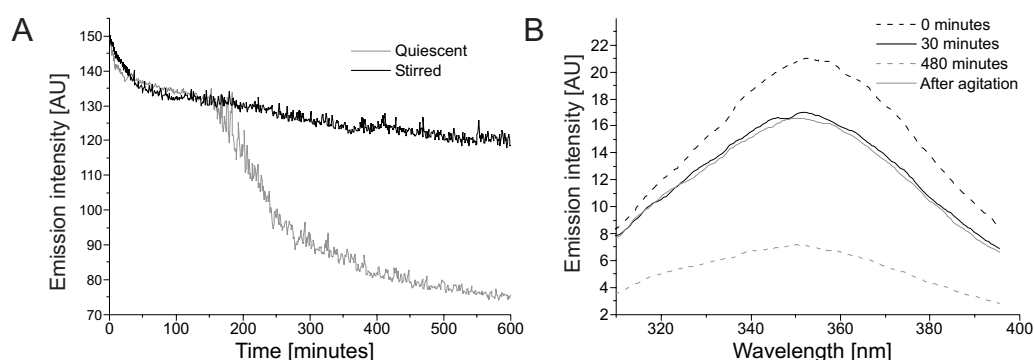 A
Emission intensity [AU]
150
140
130
120
110
100
90
80
70
0
100
200
300
400
500
600
Time [minutes]
Quiescent
Stirred
B
Emission intensity [AU]
22
20
18
16
14
12
10
8
6
4
2
320
340
360
380
400
Wavelength [nm]
0 minutes
30 minutes
480 minutes
After agitation